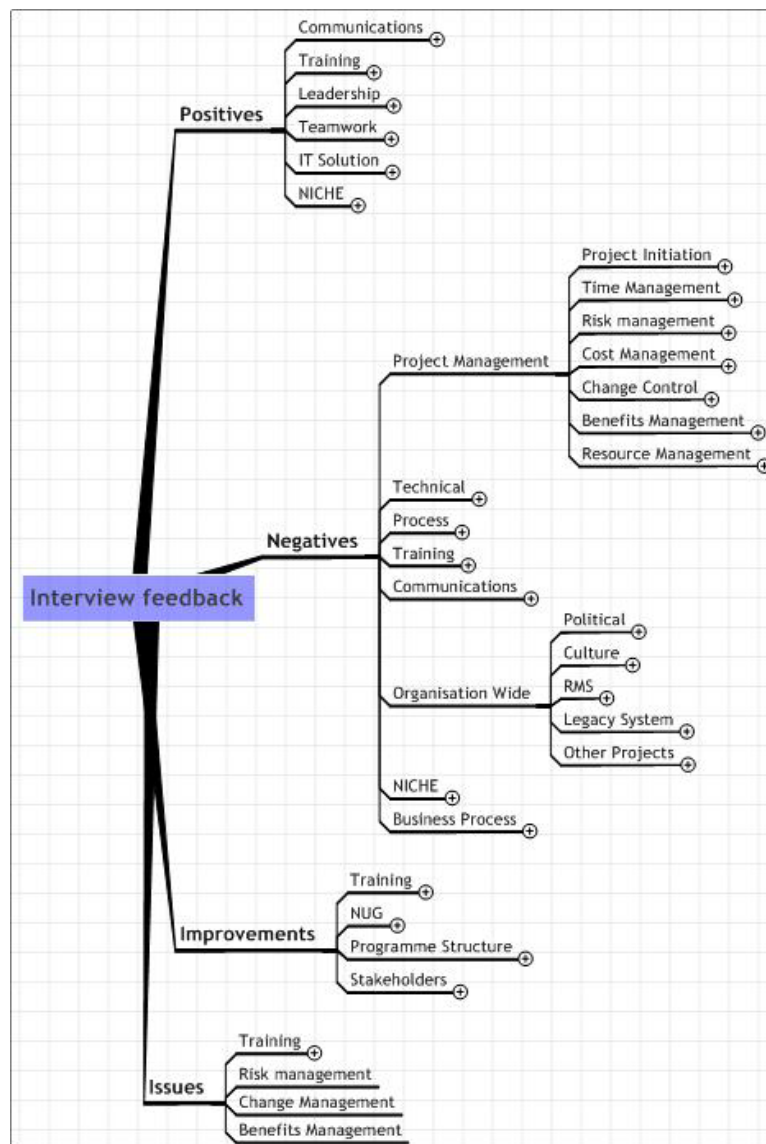 Communications
Training
Leadership
Positives
Teamwork
IT Solution
NICHE
Project Initiation
Time Management
Risk management
Project Management
Cost Management
Change Control
Benefits Management
Resource Management
Technical
Process
Negatives
Training
Communications
Interview feedback
Political
Culture
Organisation Wide
RMS
Legacy System
Other Projects
NICHE
Business Process
Training
NUG
Improvements
Programme Structure
Stakeholders
Training
Risk management
Issues
Change Management
Benefits Management